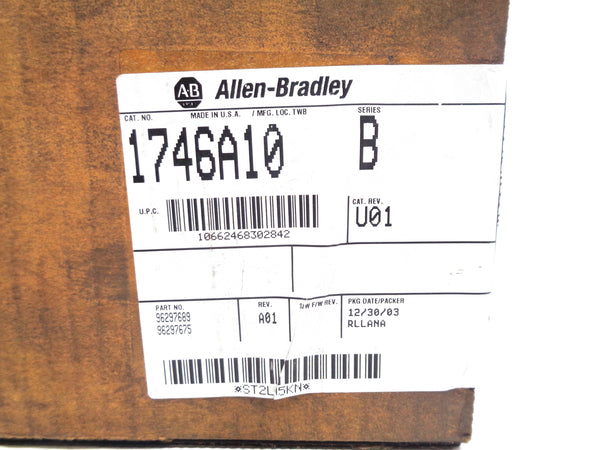 AB Allen-Bradley
CAT. NO. MADE IN U.S.A. / MFG. LOC. TWB SERIES
1746A10 B
U.P.C. CAT. REV.
10662468302842 U01
PART NO. REV. S/W F/W REV. PKG DATE/PACKER
96297689 A01 12/30/03
96297675 RLLANA
*ST2L15KN*